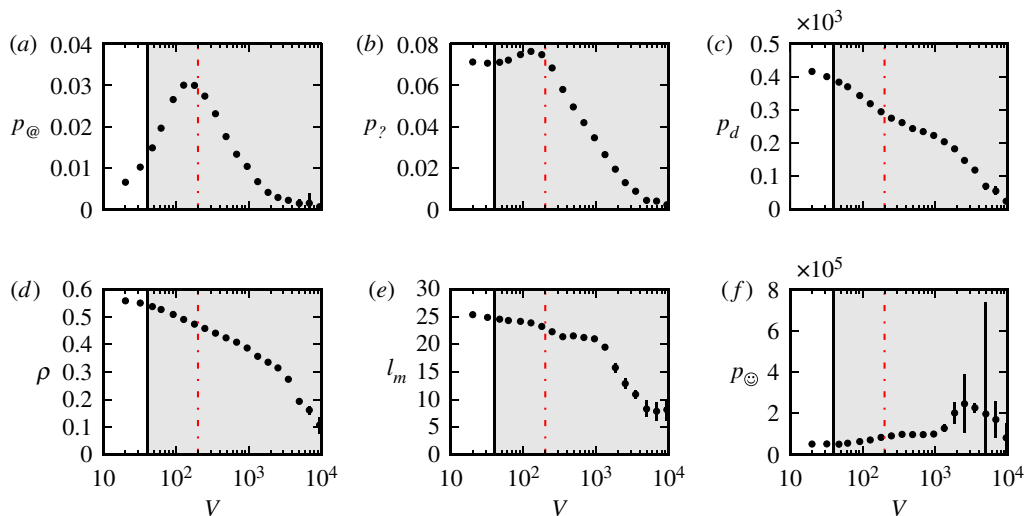 ×10³
(a) 0.04 (b) 0.08 (c) 0.5
0.03 0.06 0.4
p@ 0.02 p? 0.04 pd 0.3
0.2
0.01 0.02 0.1
0 0 0
×10⁵
(d) 0.6 (e) 30 (f) 8
0.5 25 6
0.4 20
ρ 0.3 lm 15 p☺ 4
0.2 10
0.1 5 2
0 0 0
10 10² 10³ 10⁴ 10 10² 10³ 10⁴ 10 10² 10³ 10⁴
V V V